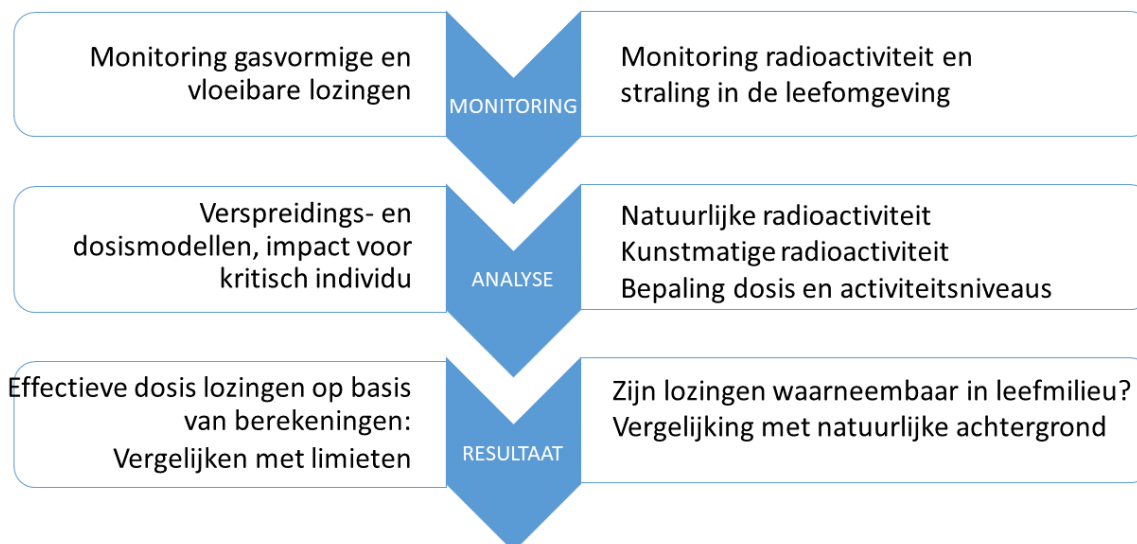 Monitoring gasvormige en
vloeibare lozingen
MONITORING
Monitoring radioactiviteit en
straling in de leefomgeving
Verspreidings- en
dosismodellen, impact voor
kritisch individu
ANALYSE
Natuurlijke radioactiviteit
Kunstmatige radioactiviteit
Bepaling dosis en activiteitsniveaus
Effectieve dosis lozingen op basis
van berekeningen:
Vergelijken met limieten
RESULTAAT
Zijn lozingen waarneembaar in leefmilieu?
Vergelijking met natuurlijke achtergrond